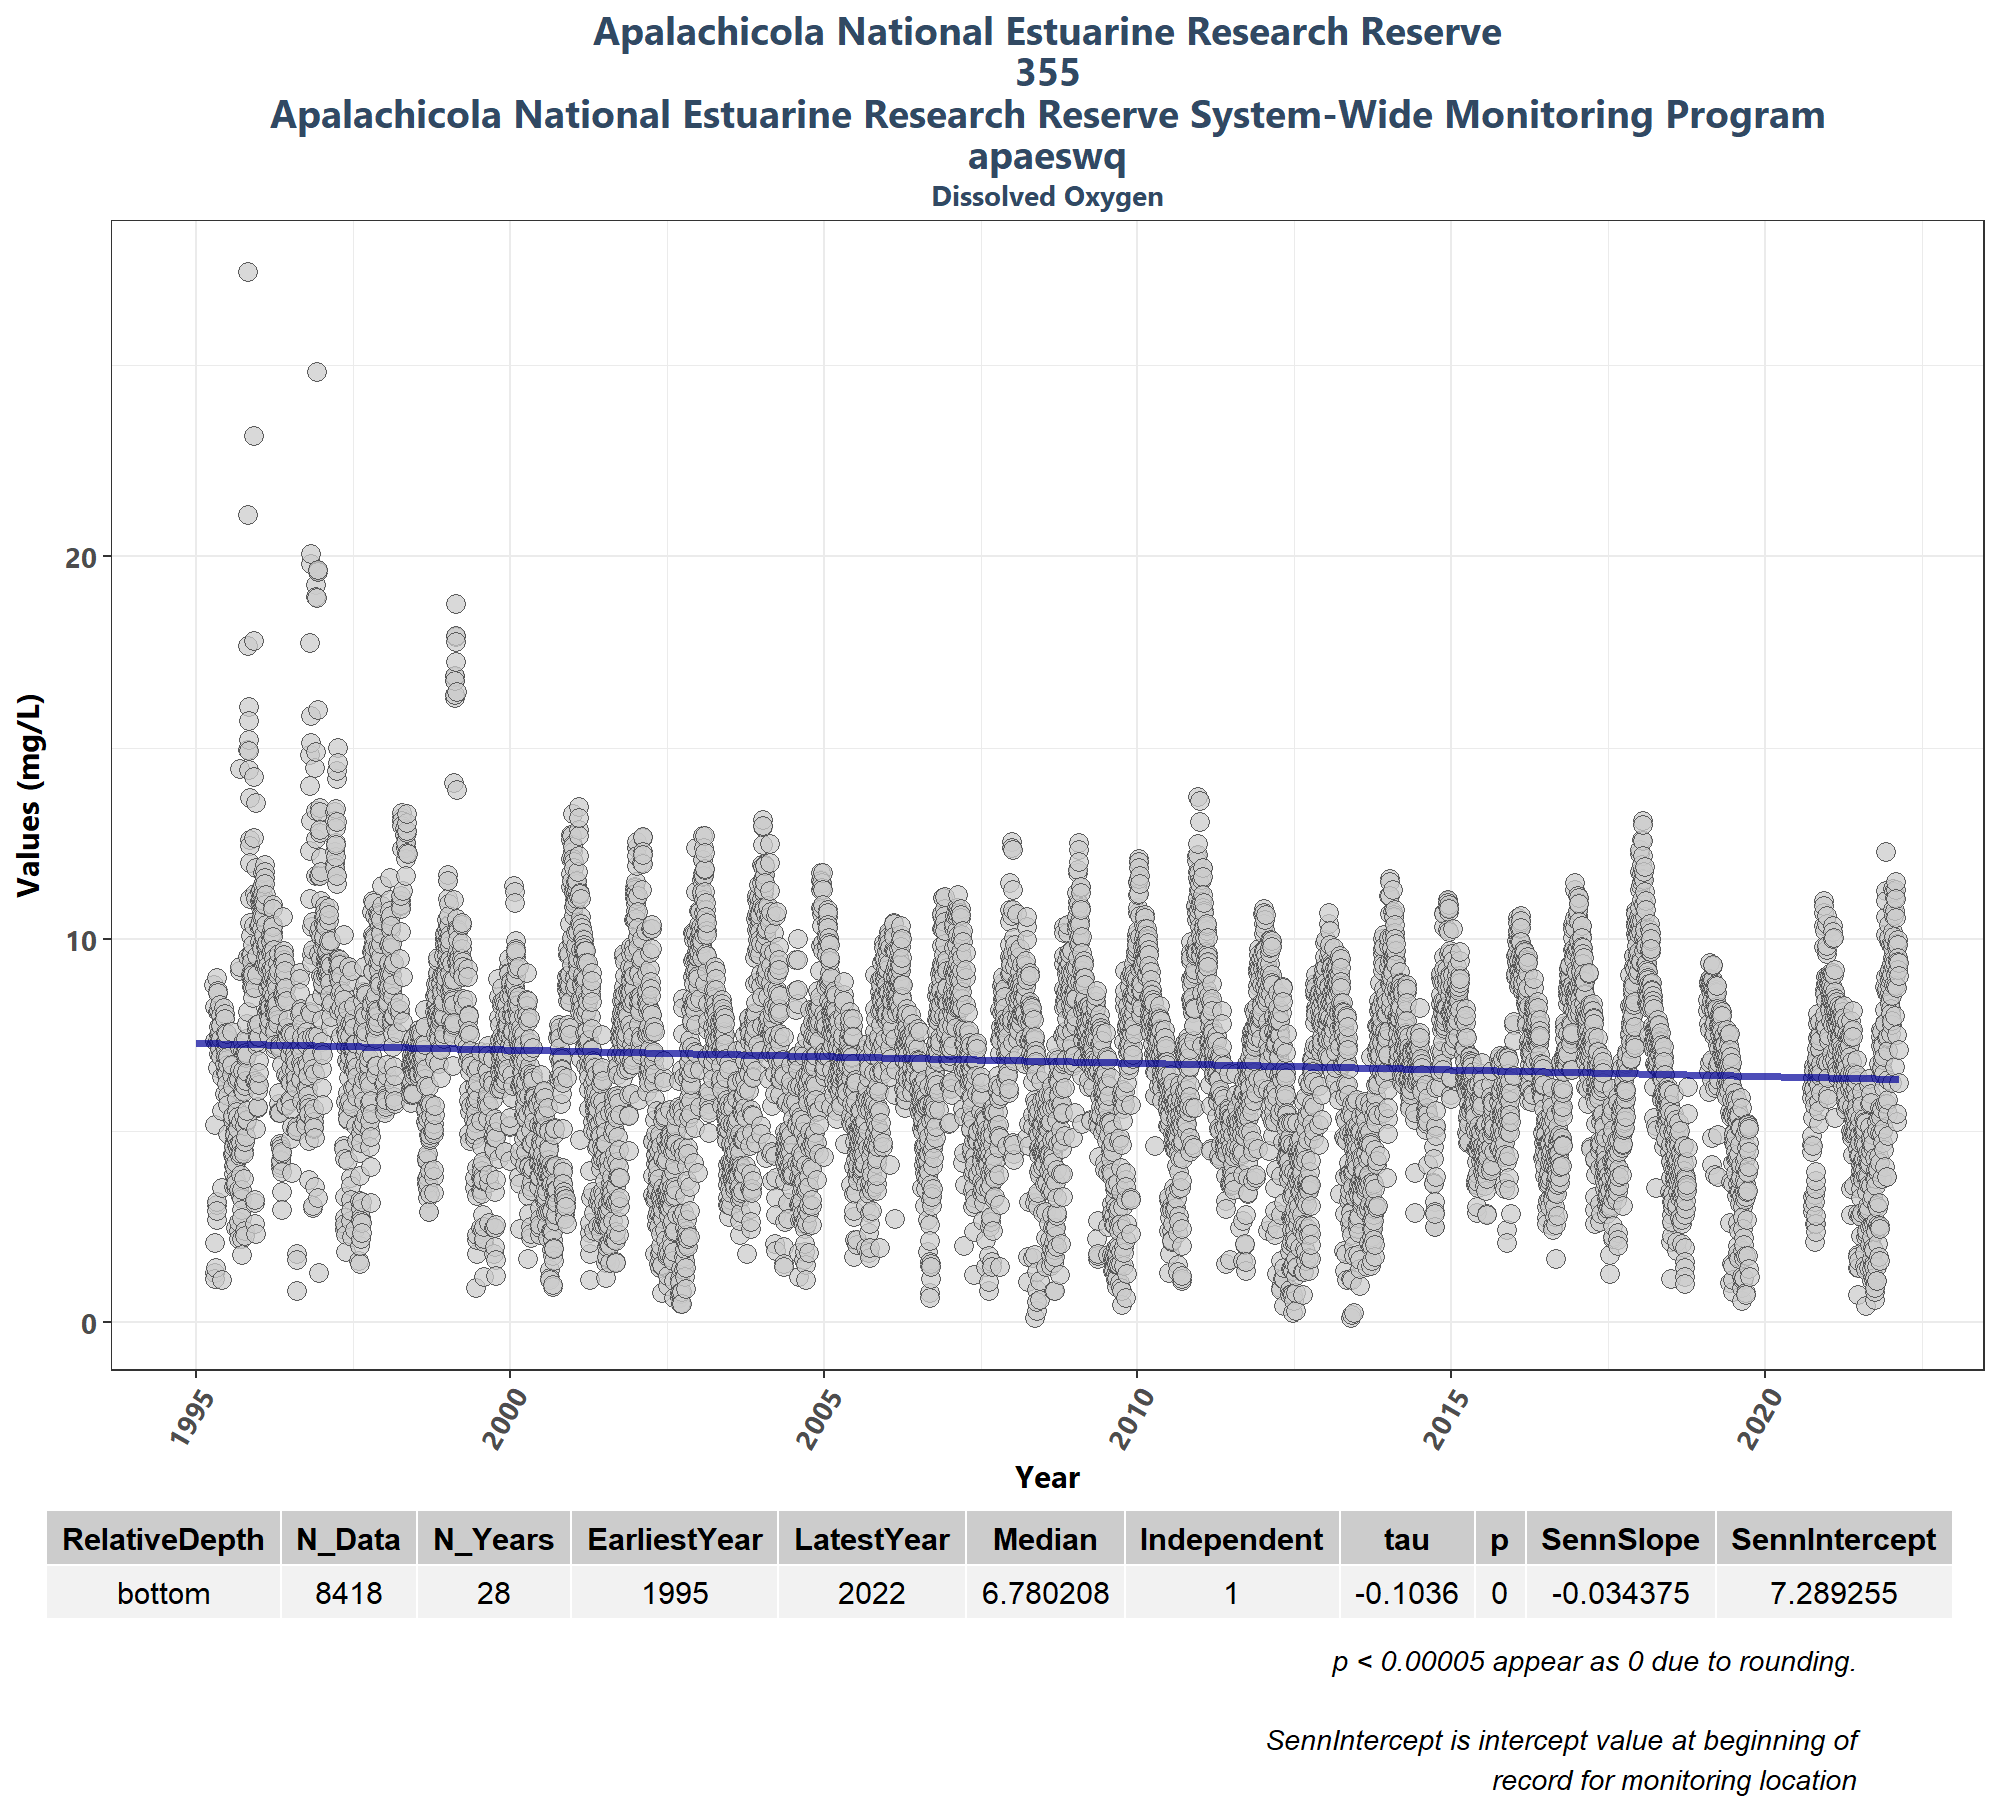 Apalachicola National Estuarine Research Reserve
355
Apalachicola National Estuarine Research Reserve System-Wide Monitoring Program
apaeswq
Dissolved Oxygen
Values (mg/L)
20
10
0
1995 2000 2005 2010 2015 2020
Year
RelativeDepth N_Data N_Years EarliestYear LatestYear Median Independent tau p SennSlope SennIntercept
bottom 8418 28 1995 2022 6.780208 1 -0.1036 0 -0.034375 7.289255
p < 0.00005 appear as 0 due to rounding.
SennIntercept is intercept value at beginning of
record for monitoring location